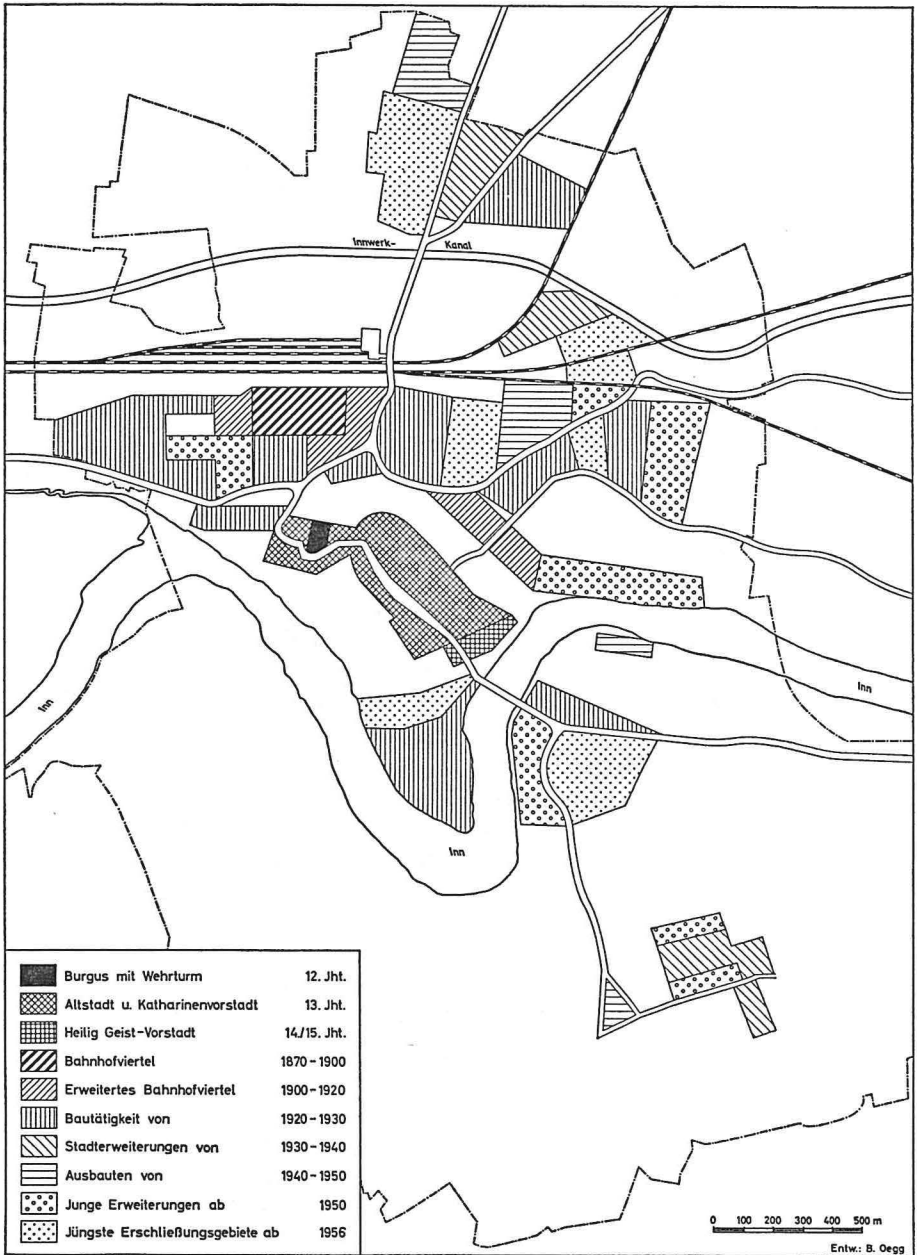 Innwerk- Kanal
Inn
Inn
Inn
Burgus mit Wehrturm 12. Jht.
Altstadt u. Katharinenvorstadt 13. Jht.
Heilig Geist-Vorstadt 14./15. Jht.
Bahnhofviertel 1870-1900
Erweitertes Bahnhofviertel 1900-1920
Bautätigkeit von 1920-1930
Stadterweiterungen von 1930-1940
Ausbauten von 1940-1950
Junge Erweiterungen ab 1950
Jüngste Erschließungsgebiete ab 1956
0 100 200 300 400 500 m
Entw.: B. Oegg